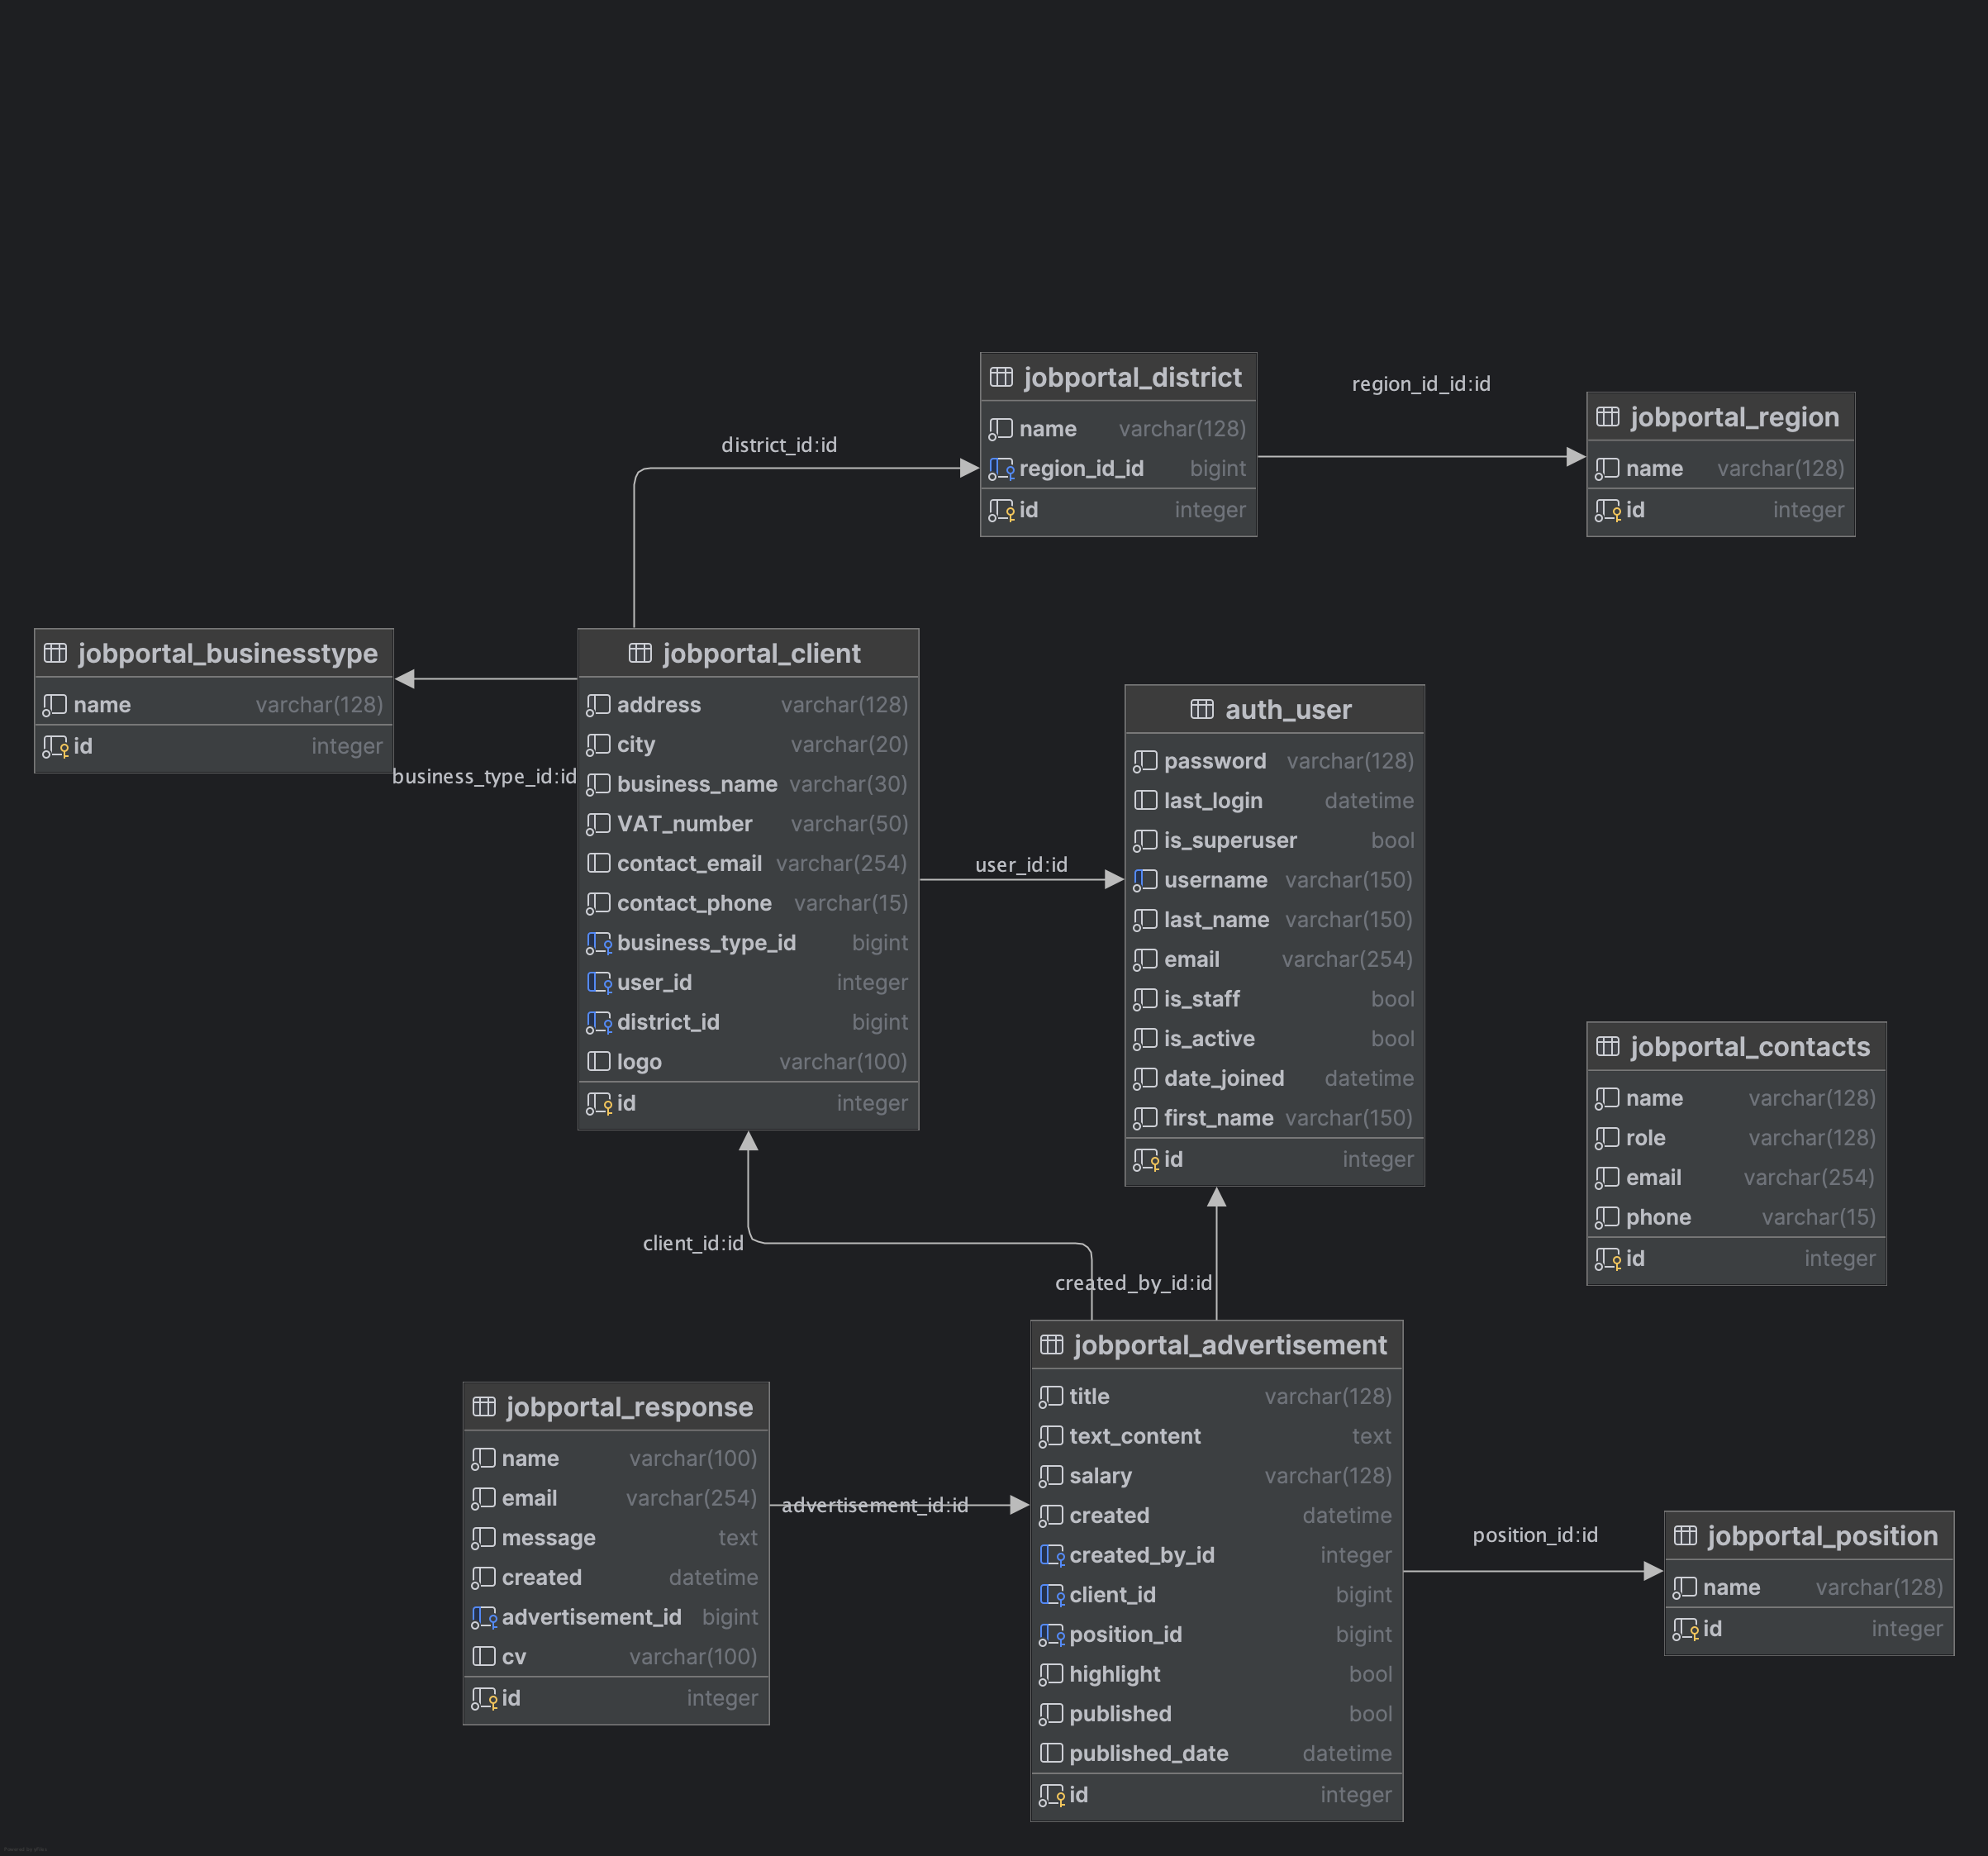 jobportal_district
name varchar(128)
region_id_id bigint
id integer
region_id_id:id
jobportal_region
name varchar(128)
id integer
district_id:id
jobportal_businesstype
name varchar(128)
id integer
business_type_id:id
jobportal_client
address varchar(128)
city varchar(20)
business_name varchar(30)
VAT_number varchar(50)
contact_email varchar(254)
contact_phone varchar(15)
business_type_id bigint
user_id integer
district_id bigint
logo varchar(100)
id integer
user_id:id
auth_user
password varchar(128)
last_login datetime
is_superuser bool
username varchar(150)
last_name varchar(150)
email varchar(254)
is_staff bool
is_active bool
date_joined datetime
first_name varchar(150)
id integer
jobportal_contacts
name varchar(128)
role varchar(128)
email varchar(254)
phone varchar(15)
id integer
client_id:id
created_by_id:id
jobportal_response
name varchar(100)
email varchar(254)
message text
created datetime
advertisement_id bigint
cv varchar(100)
id integer
advertisement_id:id
jobportal_advertisement
title varchar(128)
text_content text
salary varchar(128)
created datetime
created_by_id integer
client_id bigint
position_id bigint
highlight bool
published bool
published_date datetime
id integer
position_id:id
jobportal_position
name varchar(128)
id integer